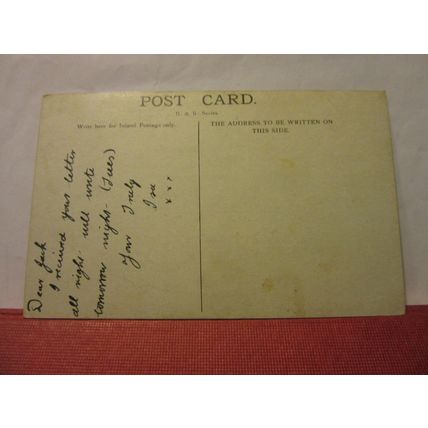 POST CARD.
Write here for Inland Postage only.
THE ADDRESS TO BE WRITTEN ON
THIS SIDE.
Dear Jack
I received your letter
all right will write
tomorrow night. (Tues)
Your Truly
x x x